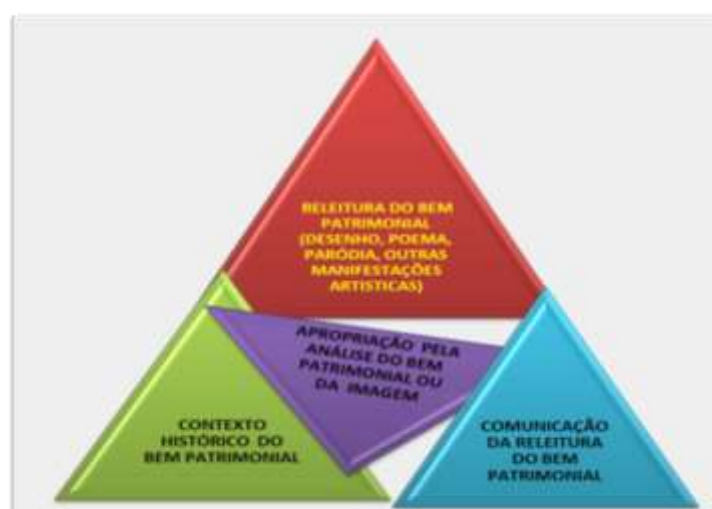 RELEITURA DO BEM
PATRIMONIAL
(DESENHO, POEMA,
PARÓDIA, OUTRAS
MANIFESTAÇÕES
ARTISTICAS)
APROPRIAÇÃO PELA
ANÁLISE DO BEM
PATRIMONIAL OU
DA IMAGEM
CONTEXTO
HISTÓRICO DO
BEM PATRIMONIAL
COMUNICAÇÃO
DA RELEITURA
DO BEM
PATRIMONIAL